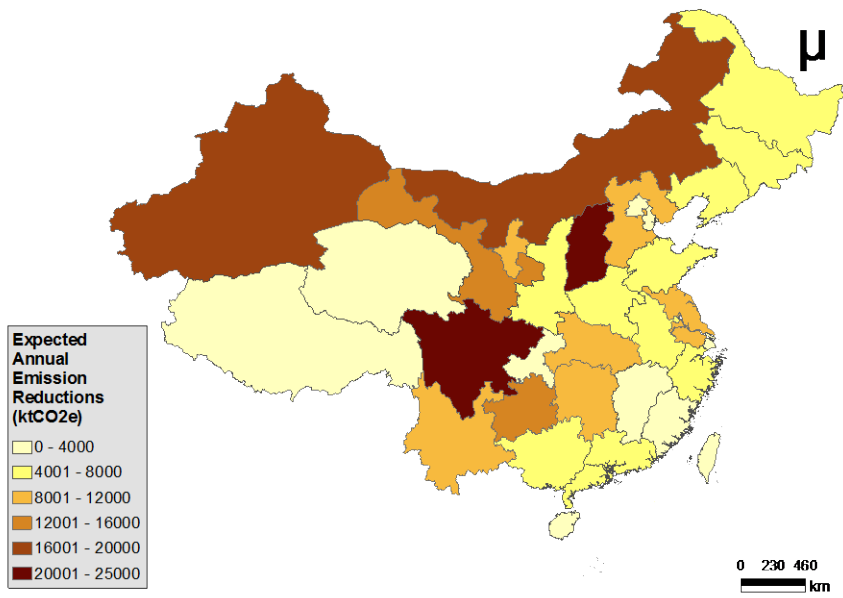 μ
Expected
Annual
Emission
Reductions
(ktCO2e)
0 - 4000
4001 - 8000
8001 - 12000
12001 - 16000
16001 - 20000
20001 - 25000
0 230 460
km